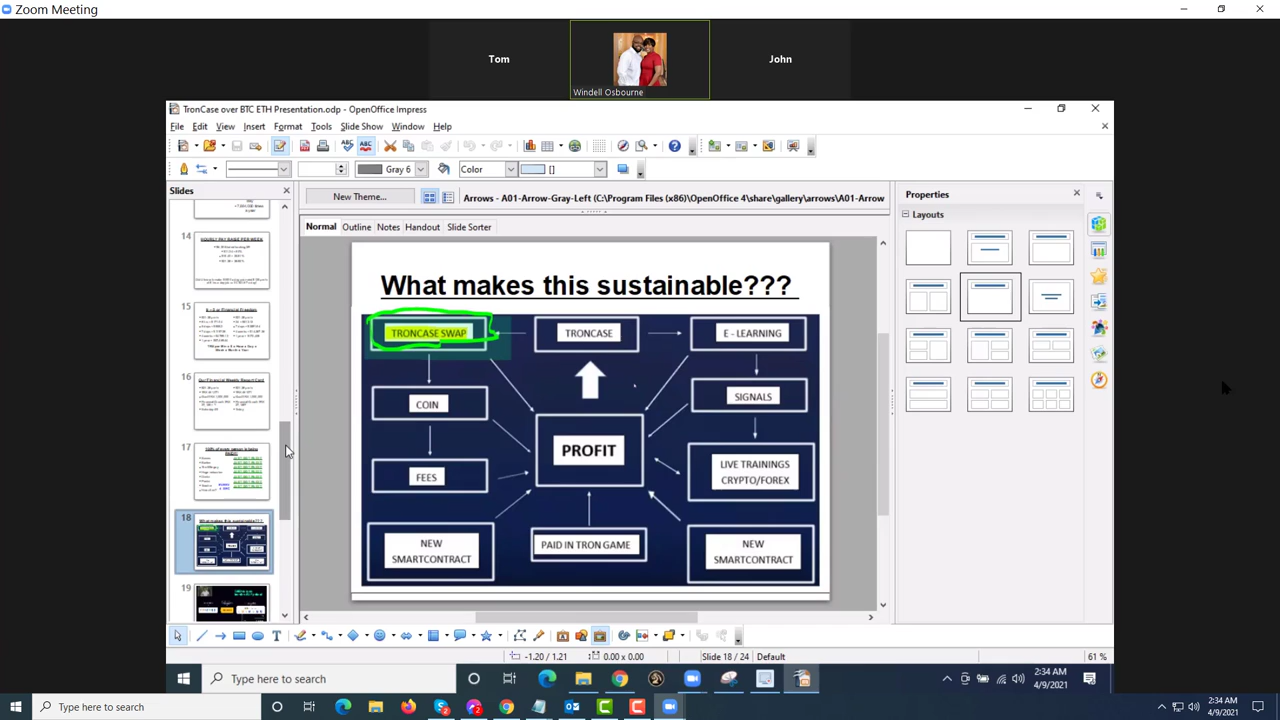 Zoom Meeting
Tom
John
Windell Osbourne
TronCase over BTC ETH Presentation.odp - OpenOffice Impress
File Edit View Insert Format Tools Slide Show Window Help
Gray 6
Color
[]
Slides
New Theme...
Arrows - A01-Arrow-Gray-Left (C:\Program Files (x86)\OpenOffice 4\share\gallery\arrows\A01-Arrow
Properties
Layouts
Normal Outline Notes Handout Slide Sorter
14
15
16
17
18
19
What makes this sustainable???
TRONCASE SWAP
TRONCASE
E - LEARNING
COIN
SIGNALS
PROFIT
FEES
LIVE TRAININGS
CRYPTO/FOREX
NEW
SMARTCONTRACT
PAID IN TRON GAME
NEW
SMARTCONTRACT
-1.20 / 1.21
0.00 x 0.00
Slide 18 / 24
Default
61 %
Type here to search
2:34 AM
4/9/2021
Type here to search
2:34 AM
4/9/2021